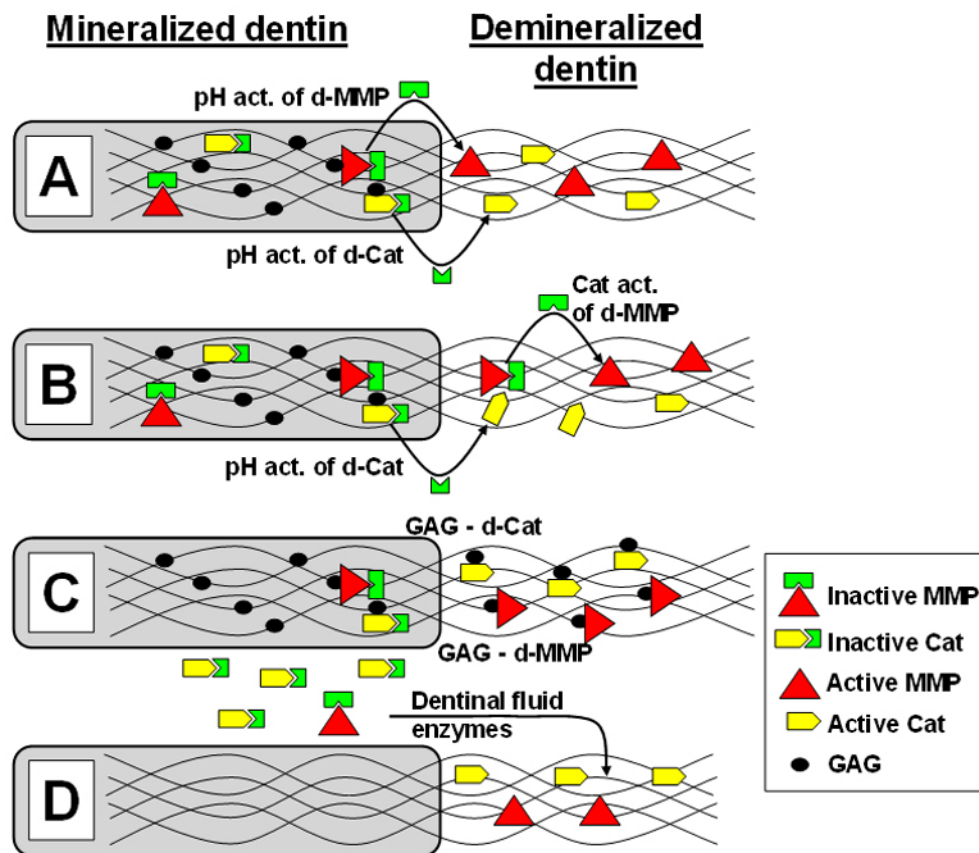 Mineralized dentin
Demineralized
dentin
pH act. of d-MMP
A
pH act. of d-Cat
Cat act.
of d-MMP
B
pH act. of d-Cat
GAG - d-Cat
C
GAG - d-MMP
Dentinal fluid
enzymes
D
Inactive MMP
Inactive Cat
Active MMP
Active Cat
GAG